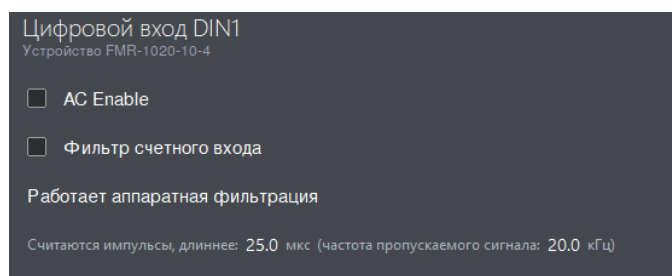 Цифровой вход DIN1
Устройство FMR-1020-10-4
AC Enable
Фильтр счетного входа
Работает аппаратная фильтрация
Считаются импульсы, длиннее: 25.0 мкс (частота пропускаемого сигнала: 20.0 кГц)